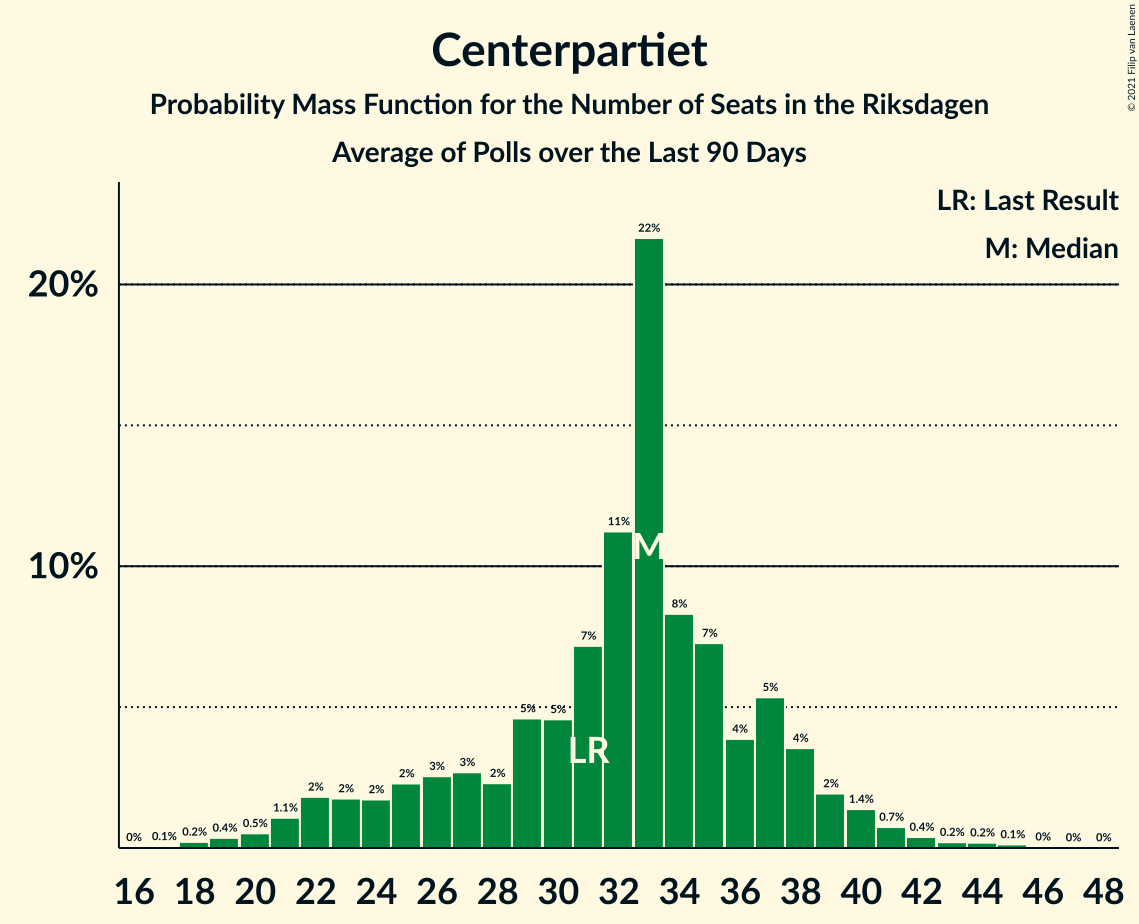 Centerpartiet
Probability Mass Function for the Number of Seats in the Riksdagen
Average of Polls over the Last 90 Days
© 2021 Filip van Laenen
LR: Last Result
M: Median
20%
10%
0% 0.1% 0.2% 0.4% 0.5% 1.1% 2% 2% 2% 2% 3% 3% 2% 5% 5% 7% 11% 22% 8% 7% 4% 5% 4% 2% 1.4% 0.7% 0.4% 0.2% 0.2% 0.1% 0% 0% 0%
M
LR
16 18 20 22 24 26 28 30 32 34 36 38 40 42 44 46 48